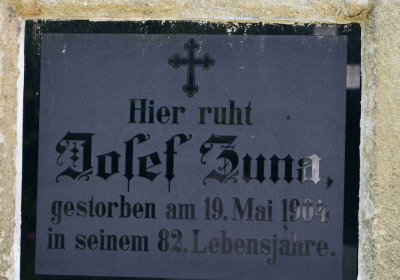 Hier ruht
Josef Zuna,
gestorben am 19. Mai 1904
in seinem 82. Lebensjahre.